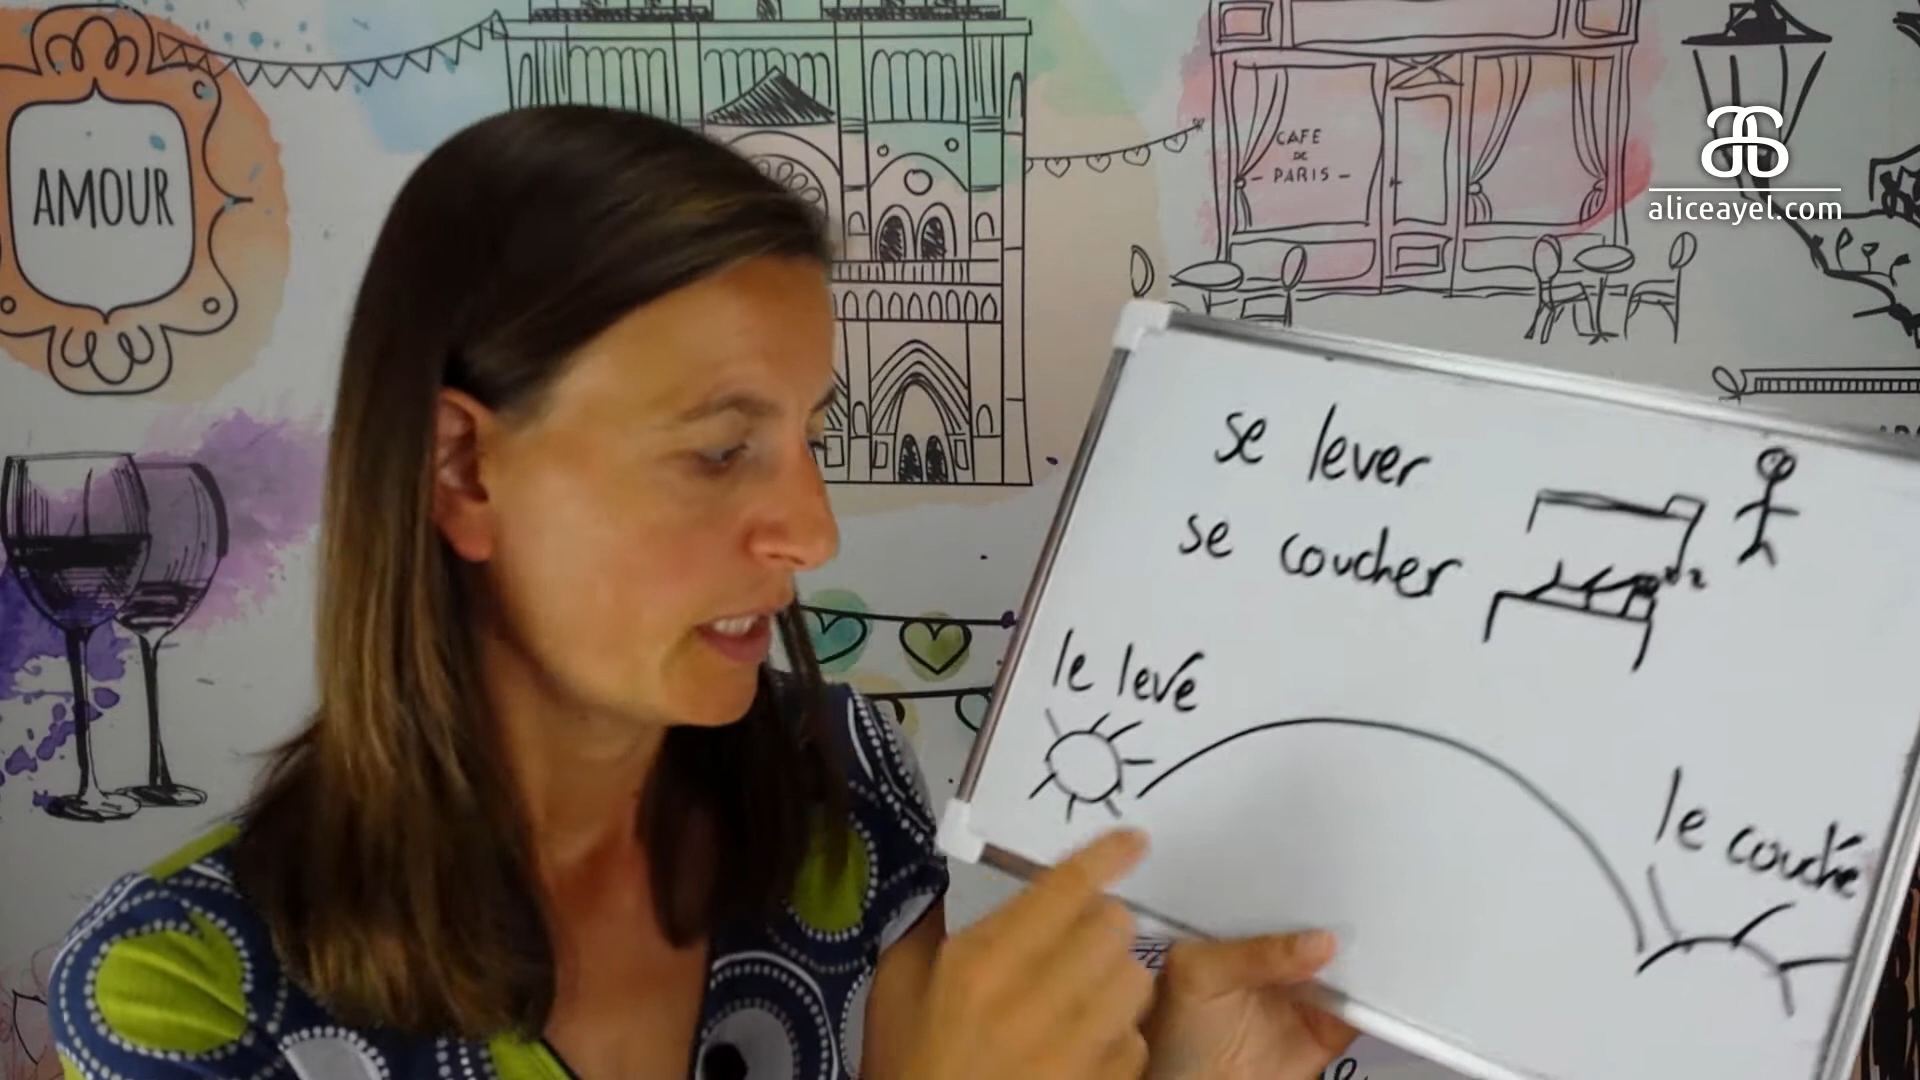 AMOUR
CAFE
DE
- PARIS -
aliceayel.com
se lever
se coucher
le levé
le couché